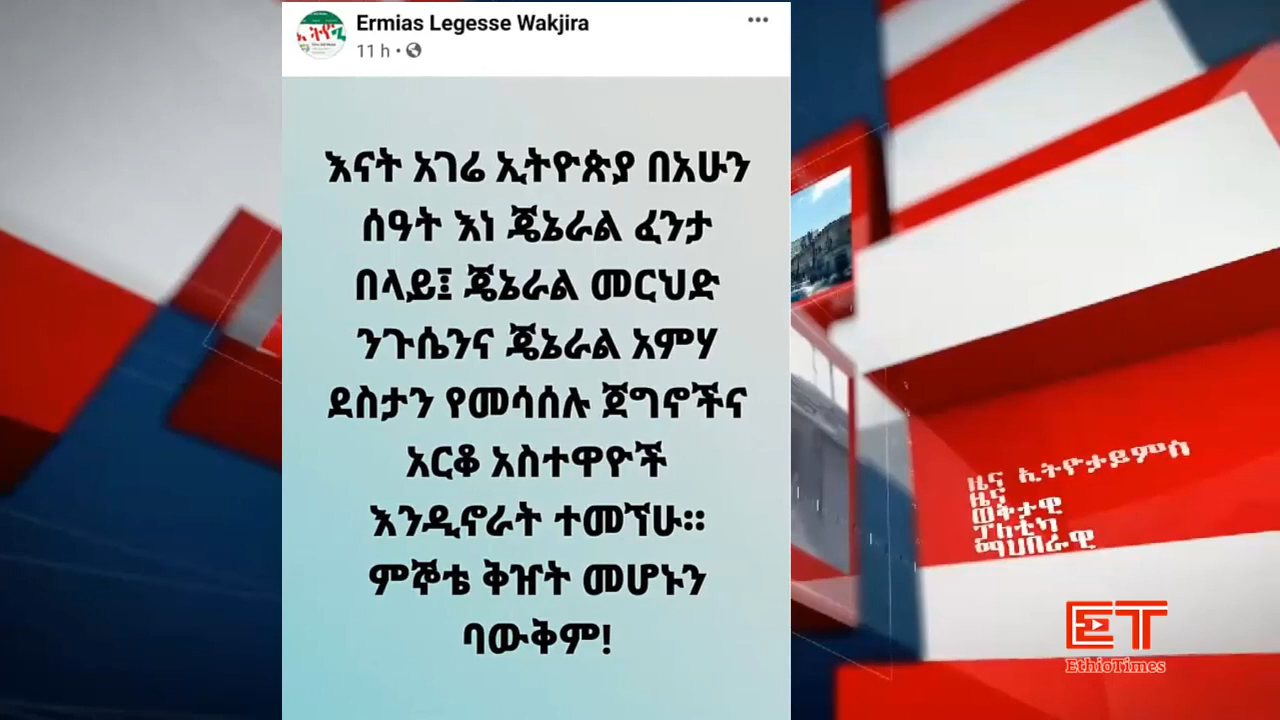 Ermias Legesse Wakjira
11 h
እናት አገሬ ኢትዮጵያ በአሁን
ሰዓት እነ ጄኔራል ፈንታ
በላይ፤ ጄኔራል መርህድ
ንጉሴንና ጄኔራል አምሃ
ደስታን የመሳሰሉ ጀግኖችና
አርቆ አስተዋዮች
እንዲኖራት ተመኘሁ።
ምኞቴ ቅዠት መሆኑን
ባውቅም!
ዜና ኢትዮታይምስ
ዜና
ወቅታዊ
ፓለቲካ
ማህበራዊ
ET
EthioTimes